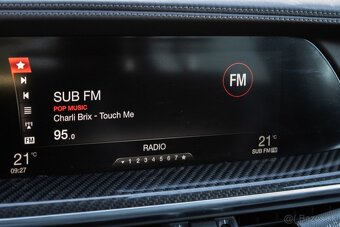 SUB FM
FM
POP MUSIC
Charli Brix - Touch Me
95.0
FM
21°C
RADIO
21°C
09:27
1 2 3 4 5 6 7
SUB FM